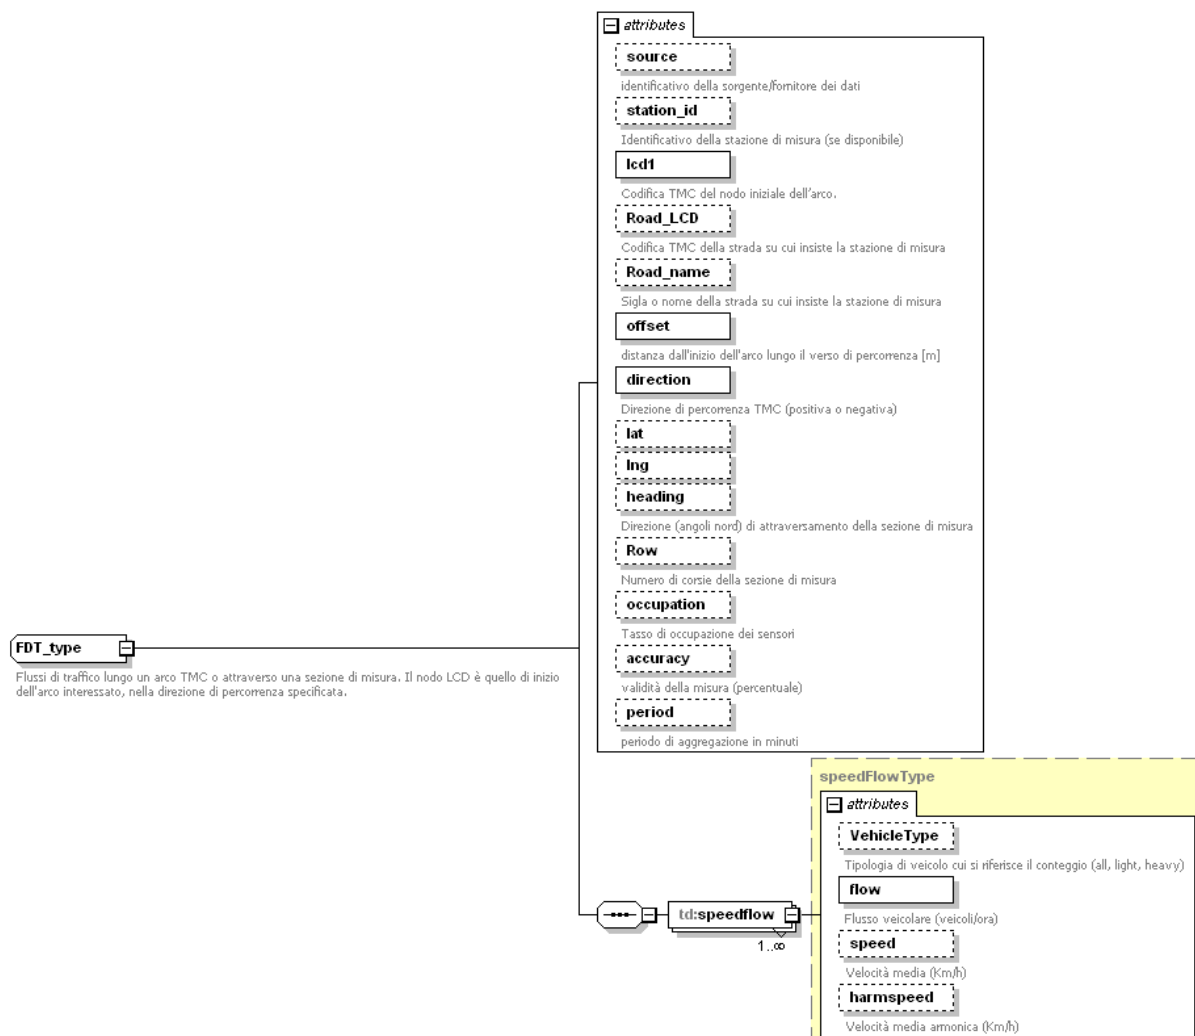 attributes
source
identificativo della sorgente/fornitore dei dati
station_id
Identificativo della stazione di misura (se disponibile)
lcd1
Codifica TMC del nodo iniziale dell'arco.
Road_LCD
Codifica TMC della strada su cui insiste la stazione di misura
Road_name
Sigla o nome della strada su cui insiste la stazione di misura
offset
distanza dall'inizio dell'arco lungo il verso di percorrenza [m]
direction
Direzione di percorrenza TMC (positiva o negativa)
lat
lng
heading
Direzione (angoli nord) di attraversamento della sezione di misura
Row
Numero di corsie della sezione di misura
occupation
Tasso di occupazione dei sensori
accuracy
validità della misura (percentuale)
period
periodo di aggregazione in minuti
FDT_type
Flussi di traffico lungo un arco TMC o attraverso una sezione di misura. Il nodo LCD è quello di inizio
dell'arco interessato, nella direzione di percorrenza specificata.
td:speedflow
1..∞
speedFlowType
attributes
VehicleType
Tipologia di veicolo cui si riferisce il conteggio (all, light, heavy)
flow
Flusso veicolare (veicoli/ora)
speed
Velocità media (Km/h)
harmspeed
Velocità media armonica (Km/h)